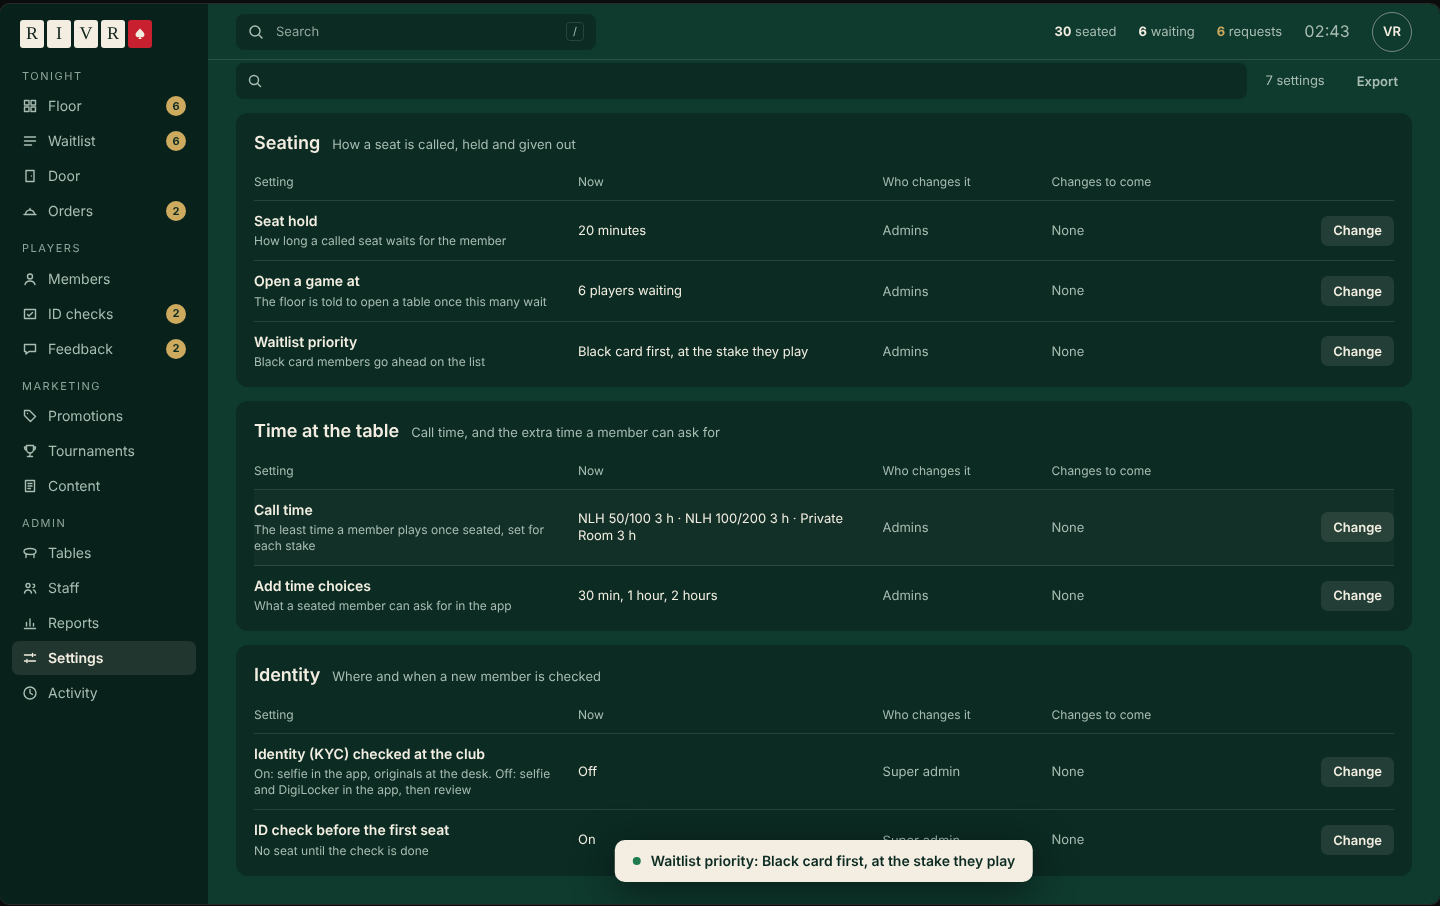 R I V R
Search /
30 seated 6 waiting 6 requests 02:43 VR
TONIGHT
Floor 6
Waitlist 6
Door
Orders 2
PLAYERS
Members
ID checks 2
Feedback 2
MARKETING
Promotions
Tournaments
Content
ADMIN
Tables
Staff
Reports
Settings
Activity
7 settings Export
Seating How a seat is called, held and given out
Setting Now Who changes it Changes to come
Seat hold
How long a called seat waits for the member
20 minutes Admins None Change
Open a game at
The floor is told to open a table once this many wait
6 players waiting Admins None Change
Waitlist priority
Black card members go ahead on the list
Black card first, at the stake they play Admins None Change
Time at the table Call time, and the extra time a member can ask for
Setting Now Who changes it Changes to come
Call time
The least time a member plays once seated, set for
each stake
NLH 50/100 3 h · NLH 100/200 3 h · Private
Room 3 h
Admins None Change
Add time choices
What a seated member can ask for in the app
30 min, 1 hour, 2 hours Admins None Change
Identity Where and when a new member is checked
Setting Now Who changes it Changes to come
Identity (KYC) checked at the club
On: selfie in the app, originals at the desk. Off: selfie
and DigiLocker in the app, then review
Off Super admin None Change
ID check before the first seat
No seat until the check is done
On Super admin None Change
Waitlist priority: Black card first, at the stake they play